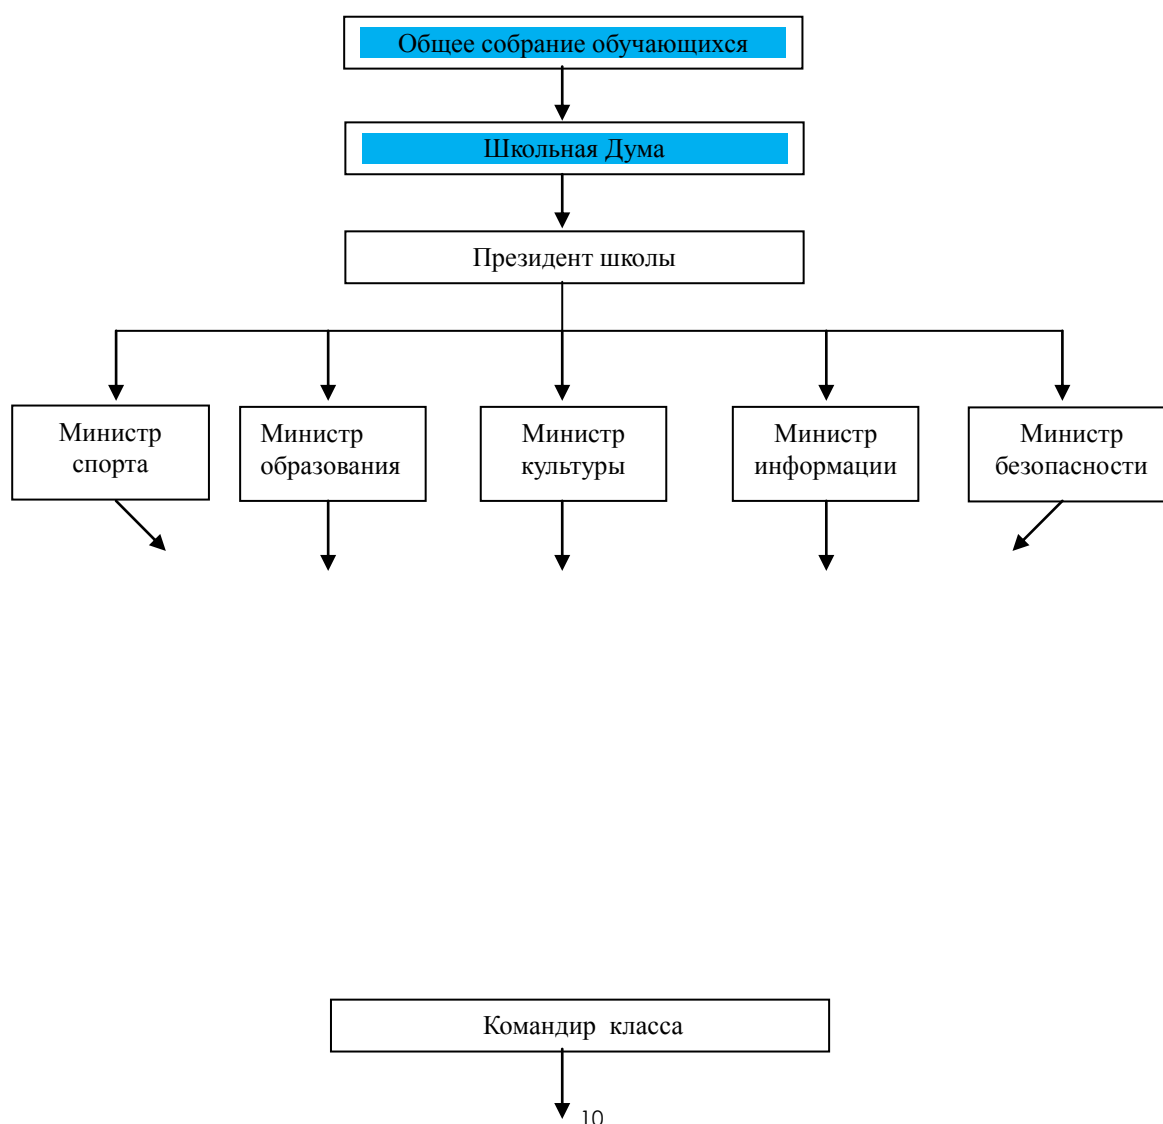 Общее собрание обучающихся
Школьная Дума
Президент школы
Министр
спорта
Министр
образования
Министр
культуры
Министр
информации
Министр
безопасности
Командир класса
10